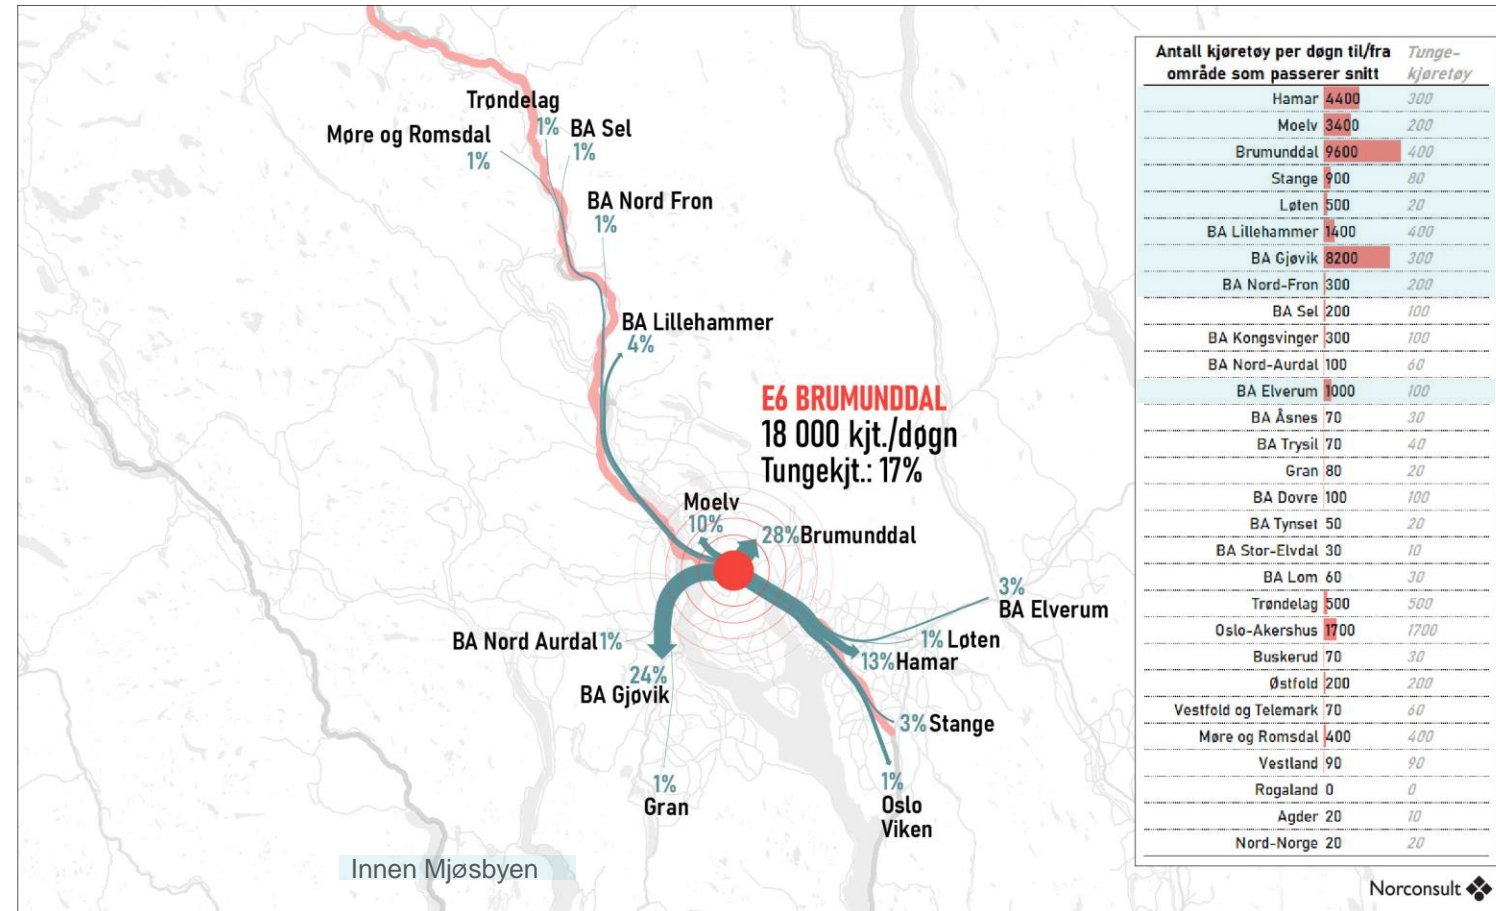 Trøndelag
1%
BA Sel
1%
Møre og Romsdal
1%
BA Nord Fron
1%
BA Lillehammer
4%
E6 BRUMUNDDAL
18 000 kjt./døgn
Tungekjt.: 17%
Moelv
10%
28% Brumunddal
3%
BA Elverum
1% Løten
13% Hamar
BA Nord Aurdal 1%
24%
BA Gjøvik
3% Stange
1%
Gran
1%
Oslo
Viken
Innen Mjøsbyen
Antall kjøretøy per døgn til/fra Tunge-
område som passerer snitt kjøretøy
Hamar 4400 300
Moelv 3400 200
Brumunddal 9600 400
Stange 900 80
Løten 500 20
BA Lillehammer 1400 400
BA Gjøvik 8200 300
BA Nord-Fron 300 200
BA Sel 200 100
BA Kongsvinger 300 100
BA Nord-Aurdal 100 60
BA Elverum 1000 100
BA Åsnes 70 30
BA Trysil 70 40
Gran 80 20
BA Dovre 100 100
BA Tynset 50 20
BA Stor-Elvdal 30 10
BA Lom 60 30
Trøndelag 500 500
Oslo-Akershus 1700 1700
Buskerud 70 30
Østfold 200 200
Vestfold og Telemark 70 60
Møre og Romsdal 400 400
Vestland 90 90
Rogaland 0 0
Agder 20 10
Nord-Norge 20 20
Norconsult